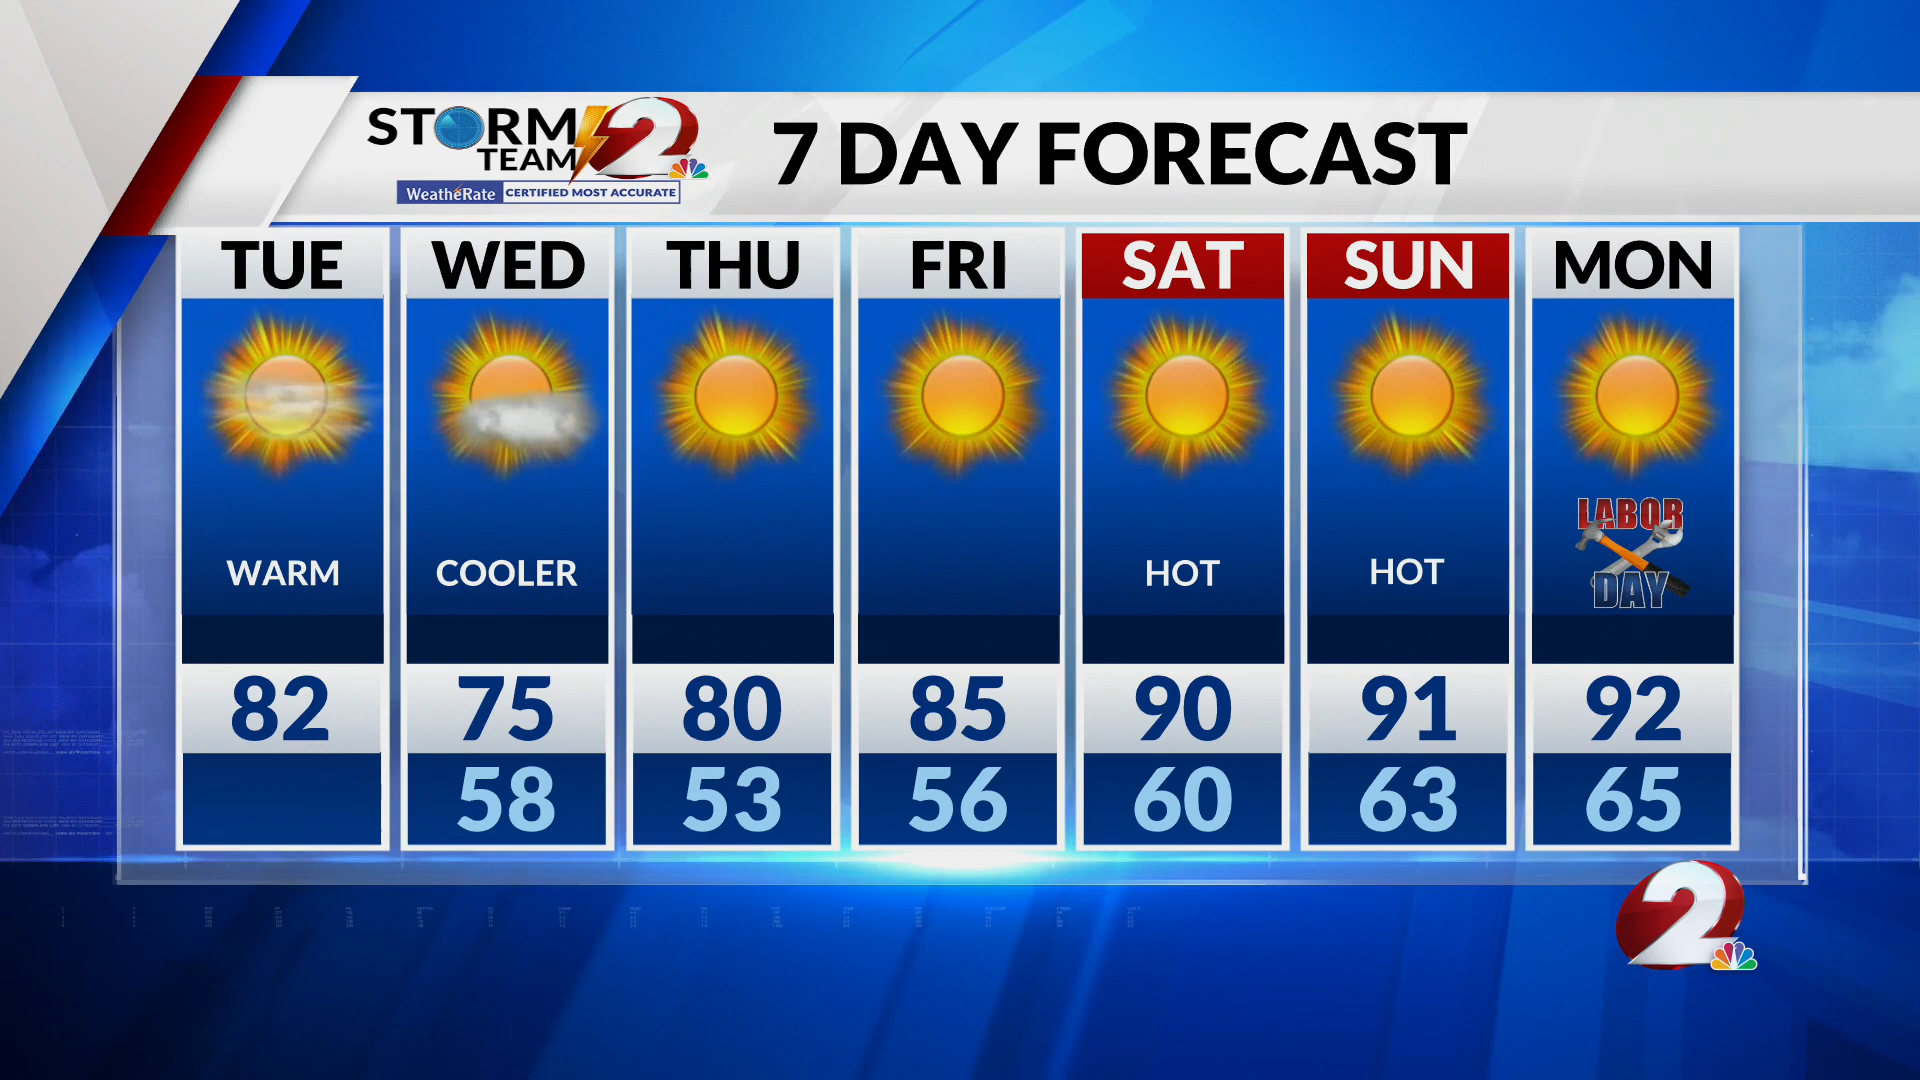 STORM
TEAM 2
WeatheRate CERTIFIED MOST ACCURATE
7 DAY FORECAST
TUE WED THU FRI SAT SUN MON
LABOR
DAY
WARM COOLER HOT HOT
82 75 80 85 90 91 92
58 53 56 60 63 65
2